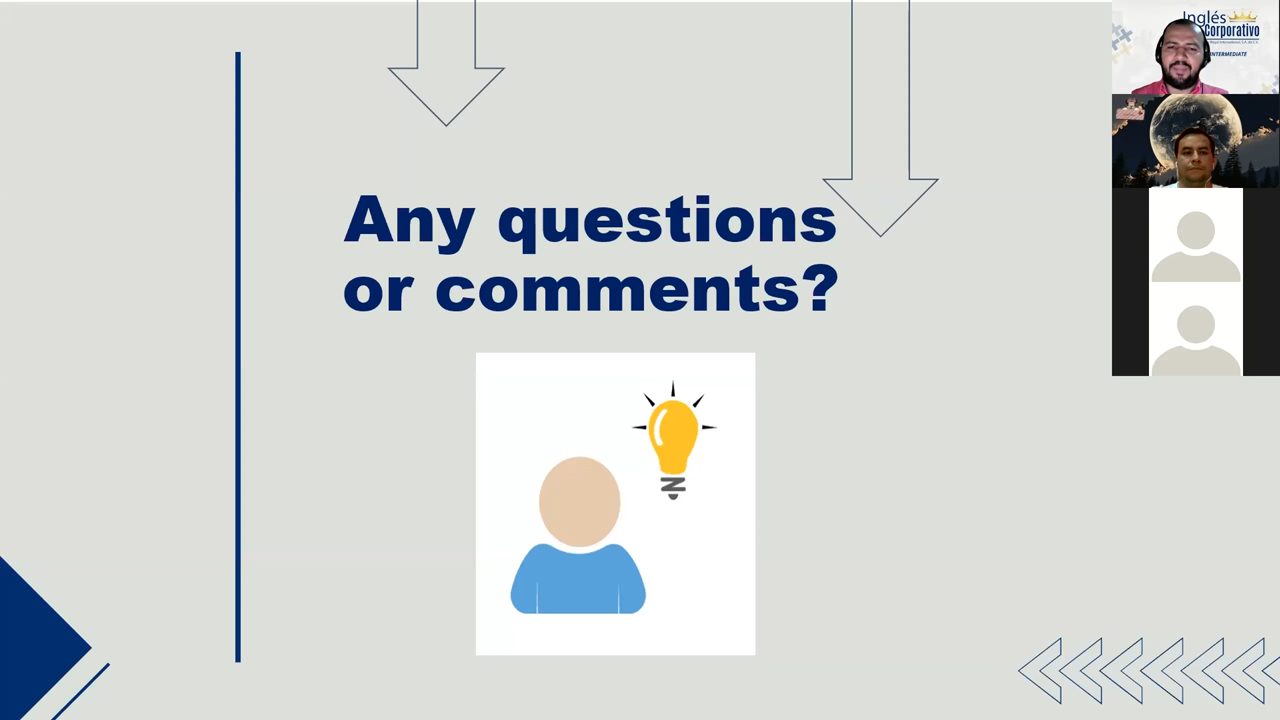 Any questions
or comments?
Inglés
Corporativo
INTERMEDIATE